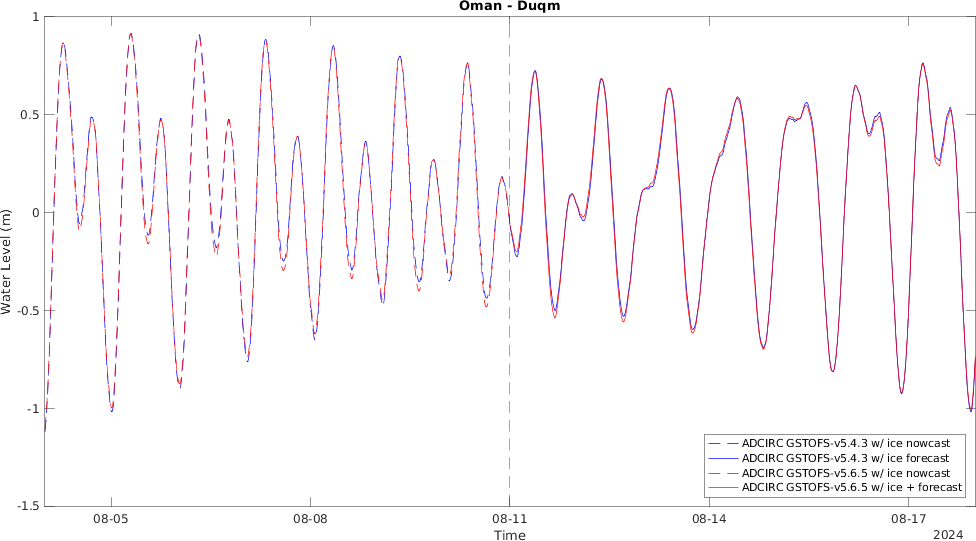 Oman - Duqm
1
0.5
0
-0.5
-1
-1.5
Water Level (m)
ADCIRC GSTOFS-v5.4.3 w/ ice nowcast
ADCIRC GSTOFS-v5.4.3 w/ ice forecast
ADCIRC GSTOFS-v5.6.5 w/ ice nowcast
ADCIRC GSTOFS-v5.6.5 w/ ice + forecast
08-05 08-08 08-11 08-14 08-17
Time
2024